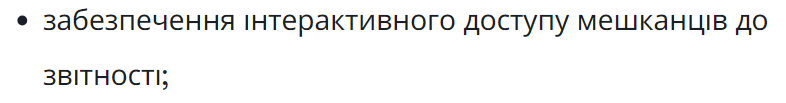 • забезпечення інтерактивного доступу мешканців до
звітності;